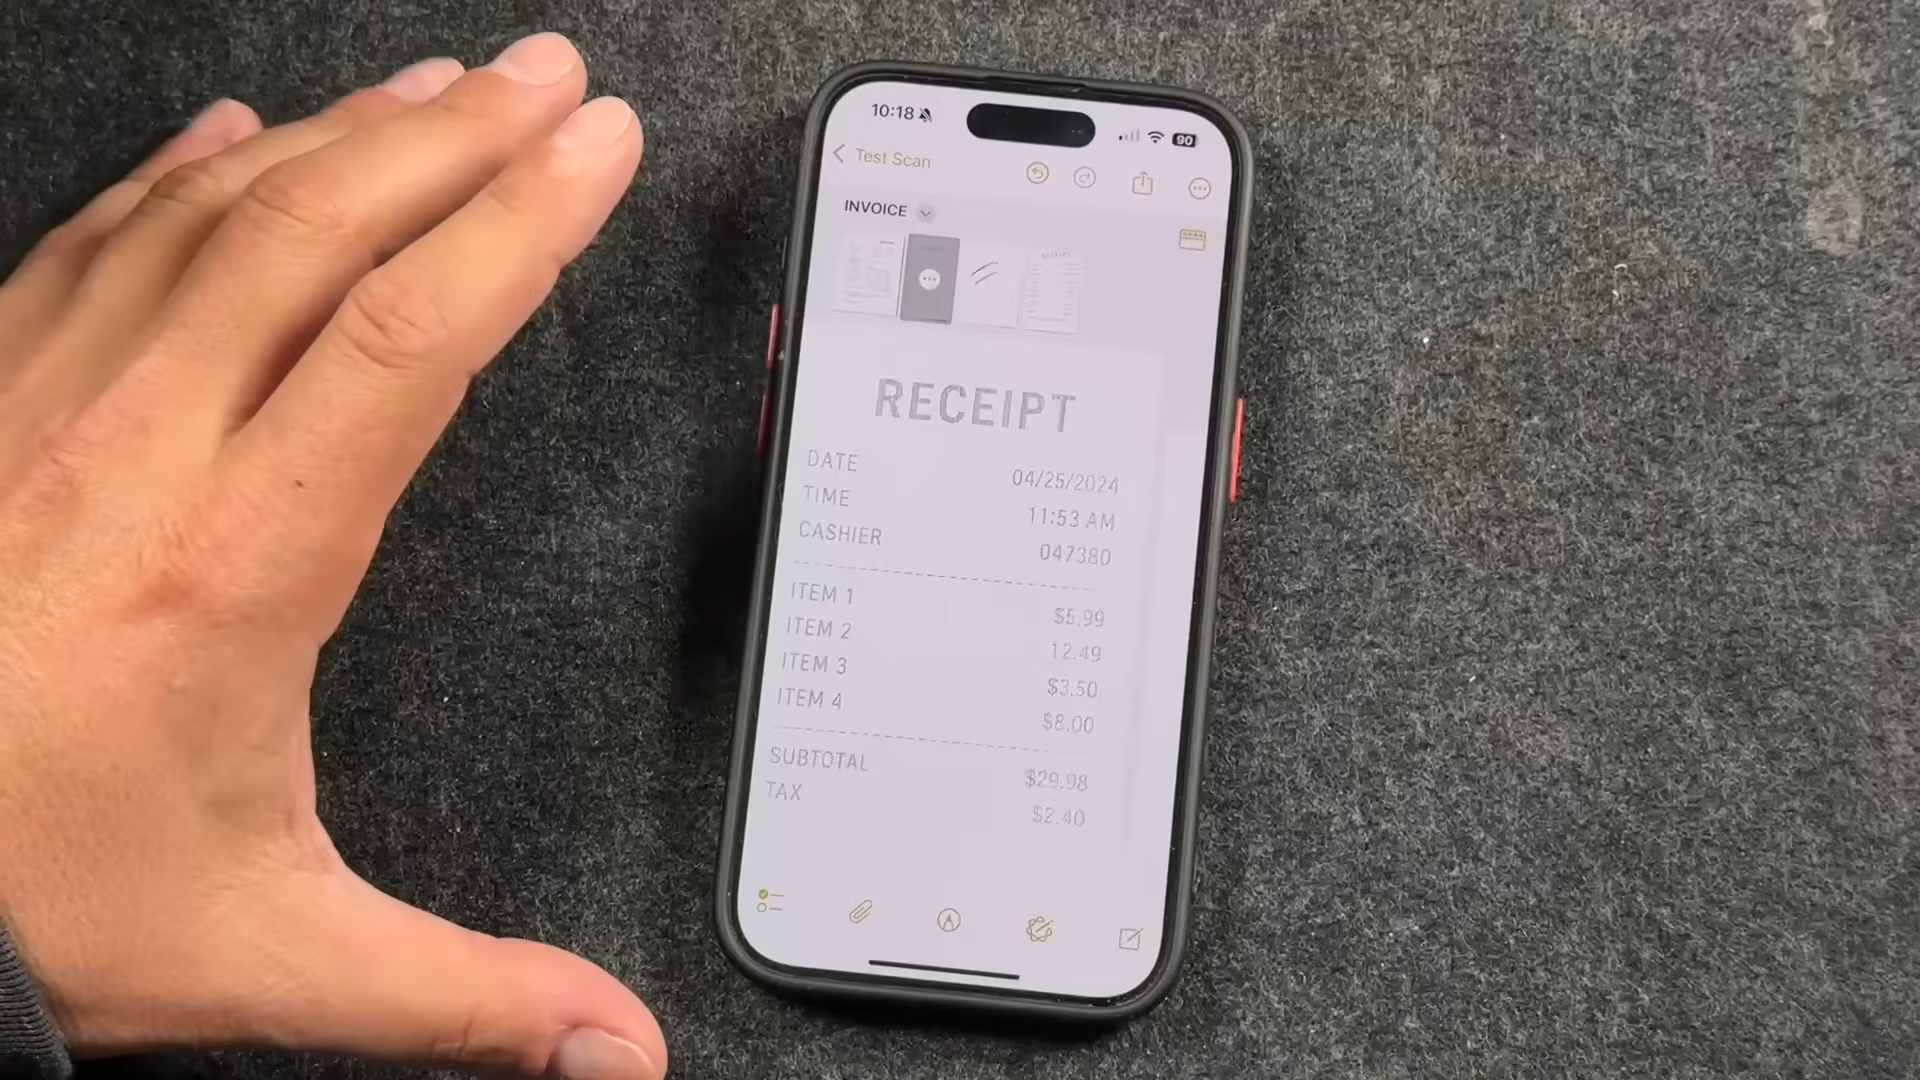 10:18
90
Test Scan
INVOICE
RECEIPT
RECEIPT
DATE 04/25/2024
TIME 11:53 AM
CASHIER 047380
ITEM 1 $5.99
ITEM 2 12.49
ITEM 3 $3.50
ITEM 4 $8.00
SUBTOTAL $29.98
TAX $2.40